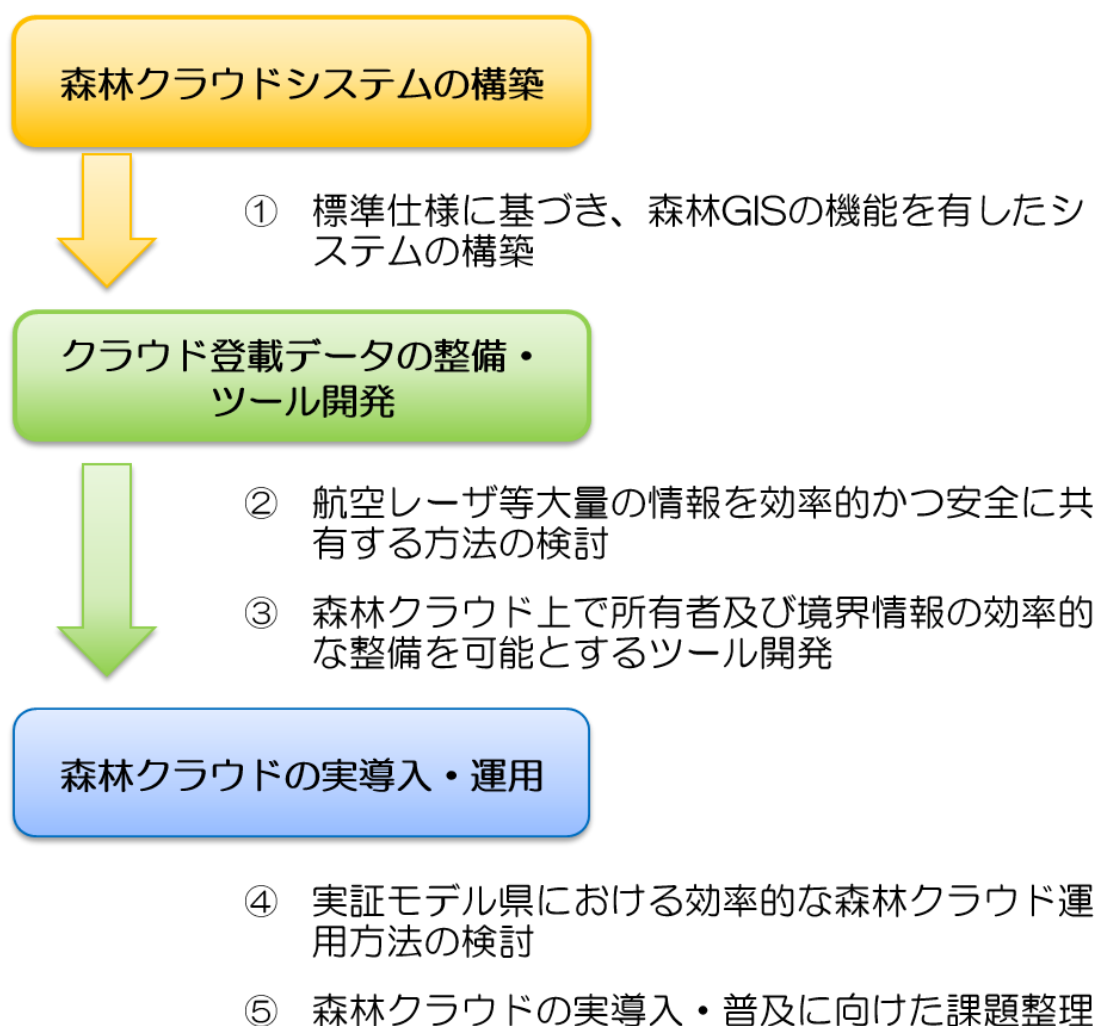 森林クラウドシステムの構築
① 標準仕様に基づき、森林GISの機能を有したシ
ステムの構築
クラウド登載データの整備・
ツール開発
② 航空レーザ等大量の情報を効率的かつ安全に共
有する方法の検討
③ 森林クラウド上で所有者及び境界情報の効率的
な整備を可能とするツール開発
森林クラウドの実導入・運用
④ 実証モデル県における効率的な森林クラウド運
用方法の検討
⑤ 森林クラウドの実導入・普及に向けた課題整理